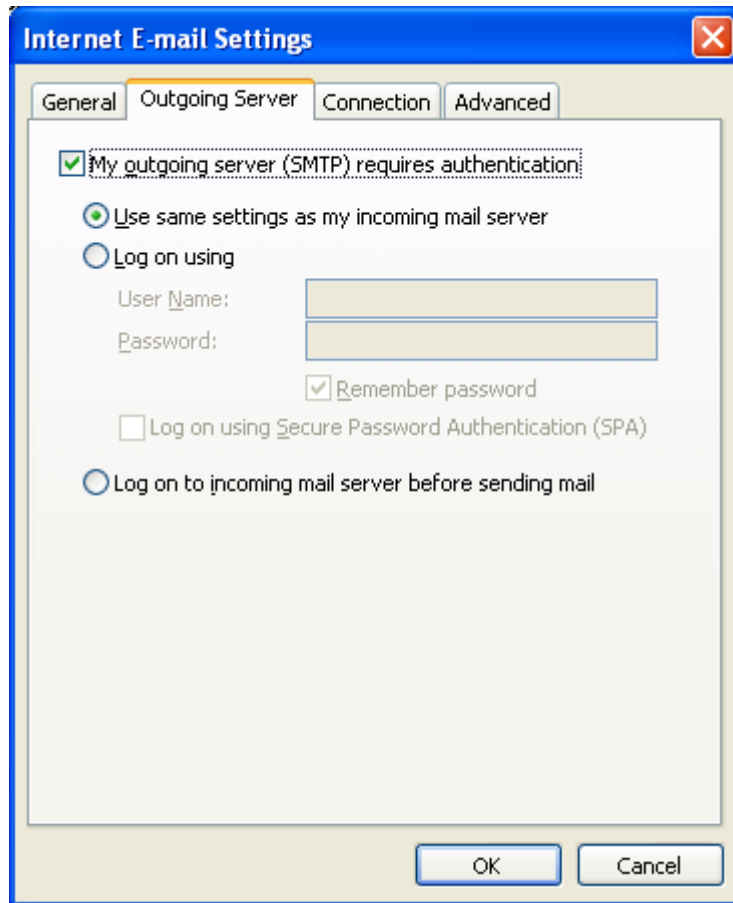 Internet E-mail Settings
General Outgoing Server Connection Advanced
My outgoing server (SMTP) requires authentication
Use same settings as my incoming mail server
Log on using
User Name:
Password:
Remember password
Log on using Secure Password Authentication (SPA)
Log on to incoming mail server before sending mail
OK Cancel